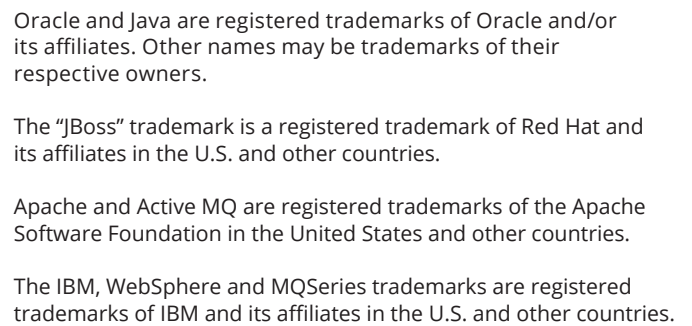 Oracle and Java are registered trademarks of Oracle and/or
its affiliates. Other names may be trademarks of their
respective owners.
The “JBoss” trademark is a registered trademark of Red Hat and
its affiliates in the U.S. and other countries.
Apache and Active MQ are registered trademarks of the Apache
Software Foundation in the United States and other countries.
The IBM, WebSphere and MQSeries trademarks are registered
trademarks of IBM and its affiliates in the U.S. and other countries.